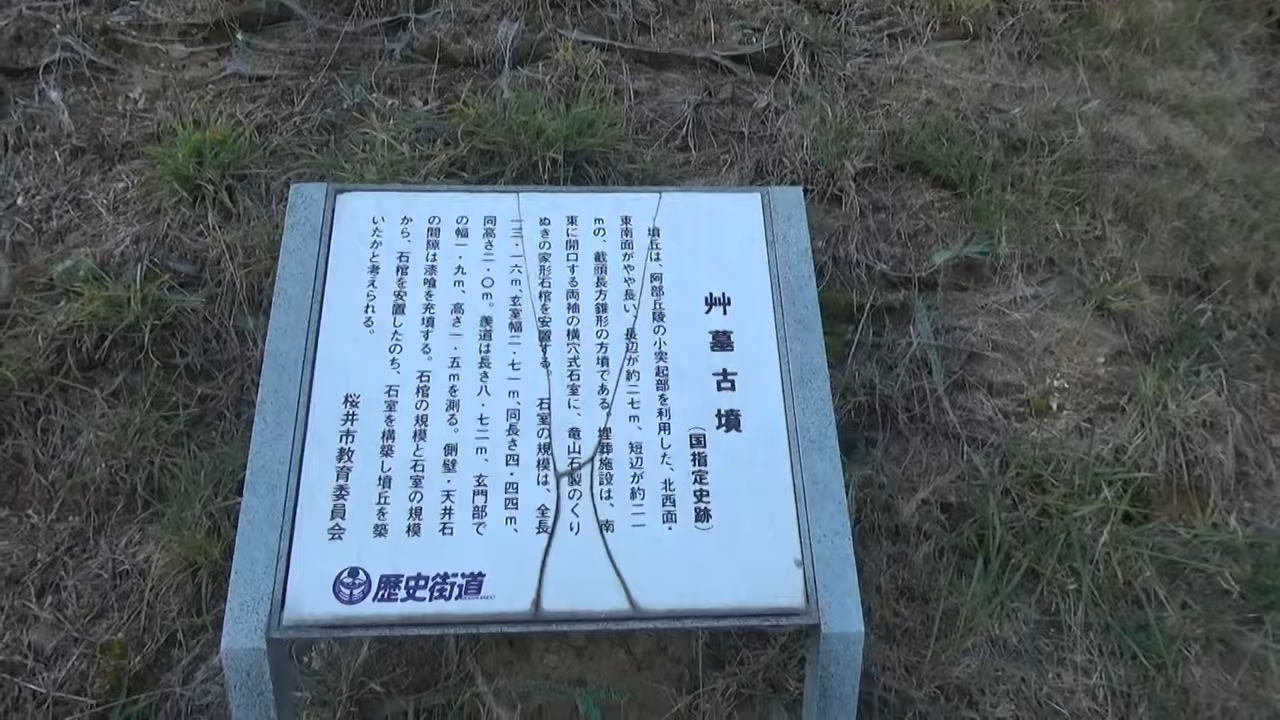 艸墓古墳
（国指定史跡）
墳丘は、阿部丘陵の小突起部を利用した、北西面・
東南面がやや長い、長辺が約二七m、短辺が約二一
mの、截頭長方錐形の方墳である。埋葬施設は、南
東に開口する両袖の横穴式石室に、竜山石製のくり
ぬきの家形石棺を安置する。石室の規模は、全長
一三・一六m、玄室幅二・七一m、同長さ四・四四m、
同高さ二・〇m。羨道は長さ八・七二m、玄門部で
の幅一・九m、高さ一・五mを測る。側壁・天井石
の間隙は漆喰を充填する。石棺の規模と石室の規模
から、石棺を安置したのち、石室を構築し墳丘を築
いたかと考えられる。
桜井市教育委員会
歴史街道